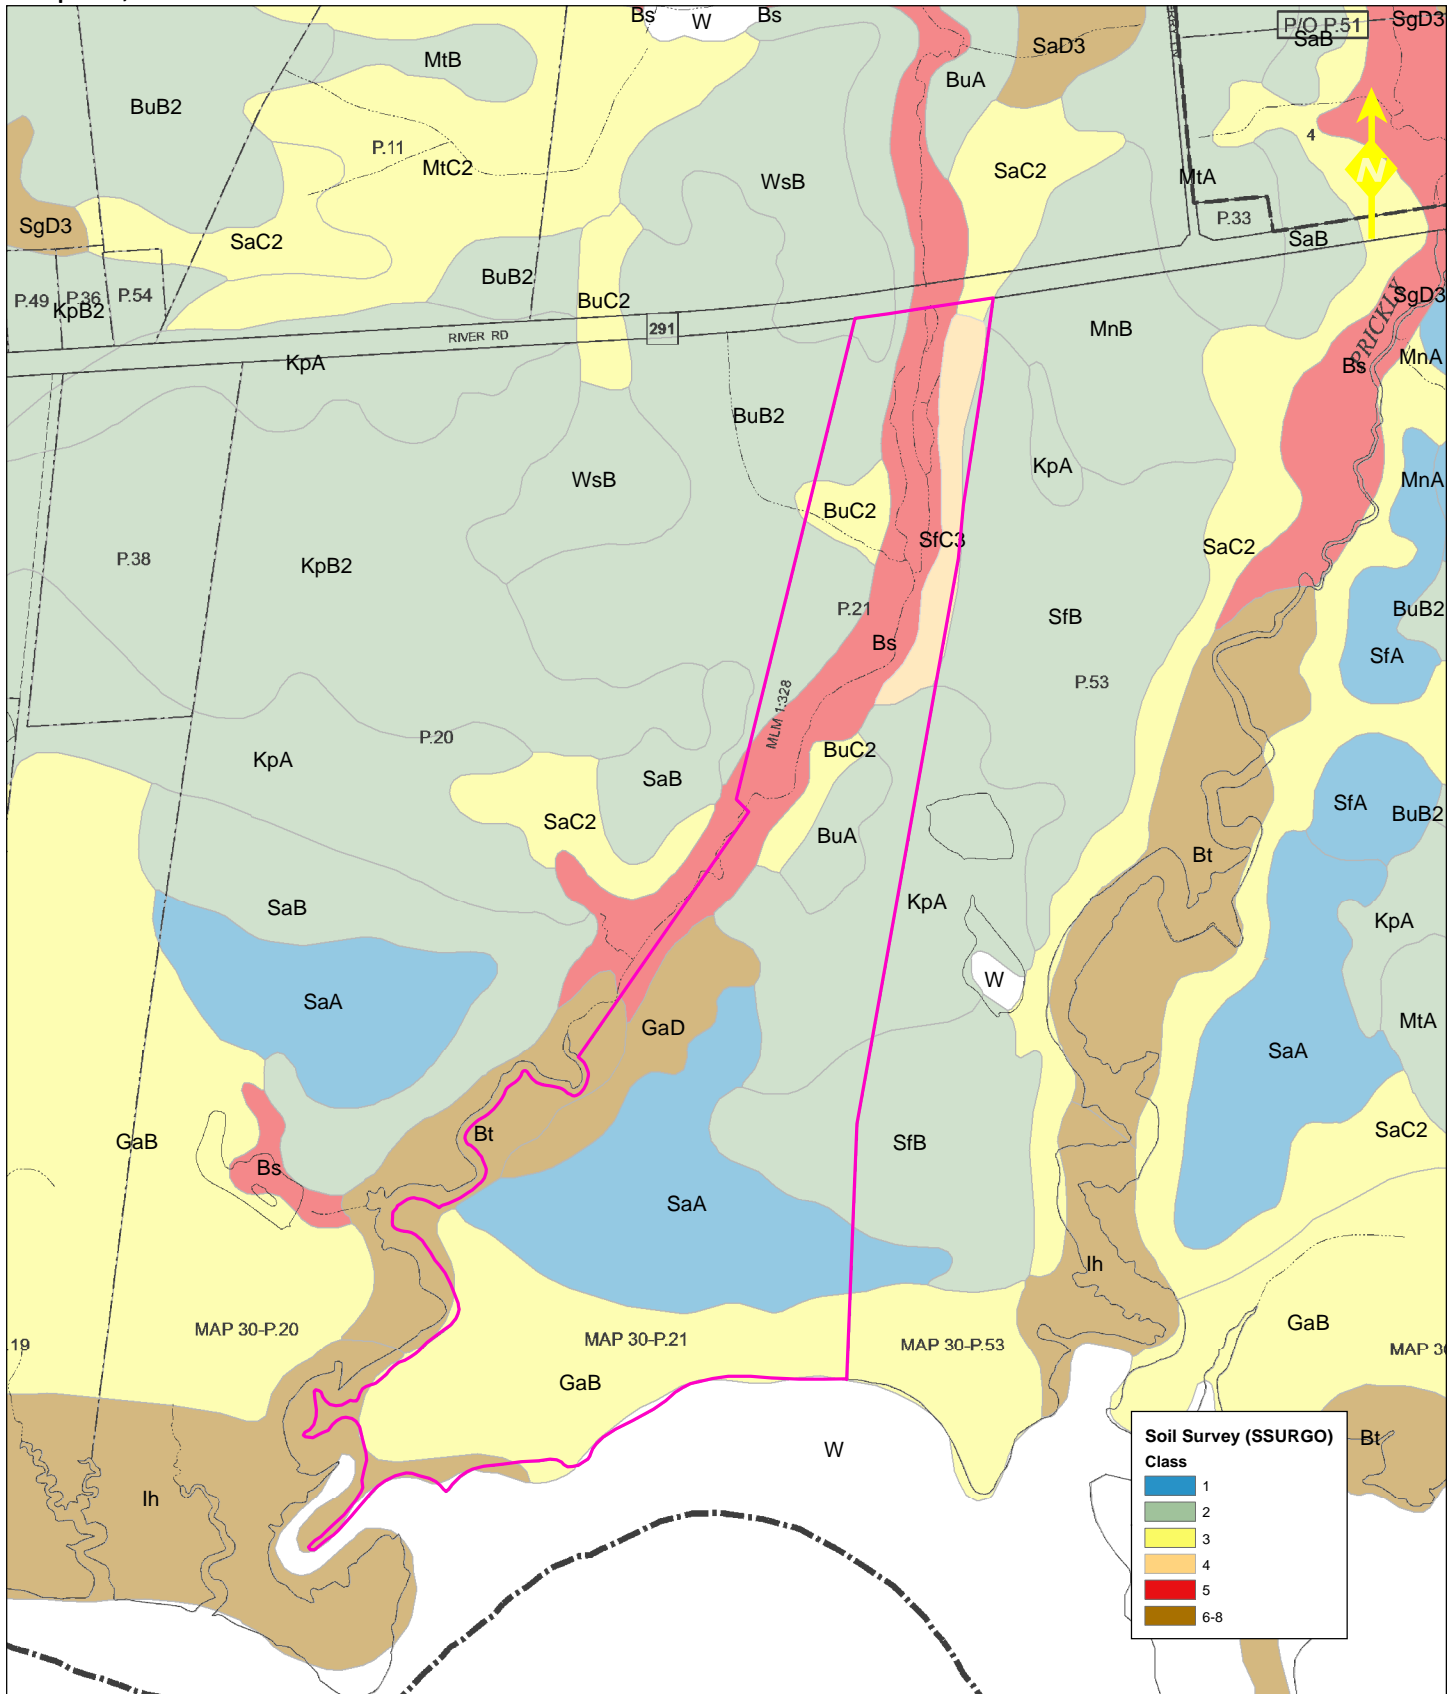 Bs
W
Bs
P/O P.51
SgD3
SaB
SaD3
MtB
BuA
BuB2
4
P.11
MtC2
SaC2
WsB
MtA
N
P.33
SgD3
SaC2
SaB
BuB2
BuC2
P.49
P.36
P.54
KpB2
SgD3
291
RIVER RD
MnB
PRICKLY
KpA
Bs
MnA
BuB2
KpA
WsB
MnA
BuC2
SfC3
SaC2
P.38
KpB2
P.21
SfB
BuB2
Bs
SfA
P.53
MLM 1:328
P.20
KpA
BuC2
SaB
SfA
BuB2
SaC2
BuA
Bt
SaB
KpA
KpA
W
SaA
GaD
MtA
SaA
GaB
Bt
SfB
SaC2
Bs
SaA
Ih
MAP 30-P.20
MAP 30-P.21
MAP 30-P.53
GaB
.19
MAP 30
GaB
W
Bt
Ih
Soil Survey (SSURGO)
Class
1
2
3
4
5
6-8